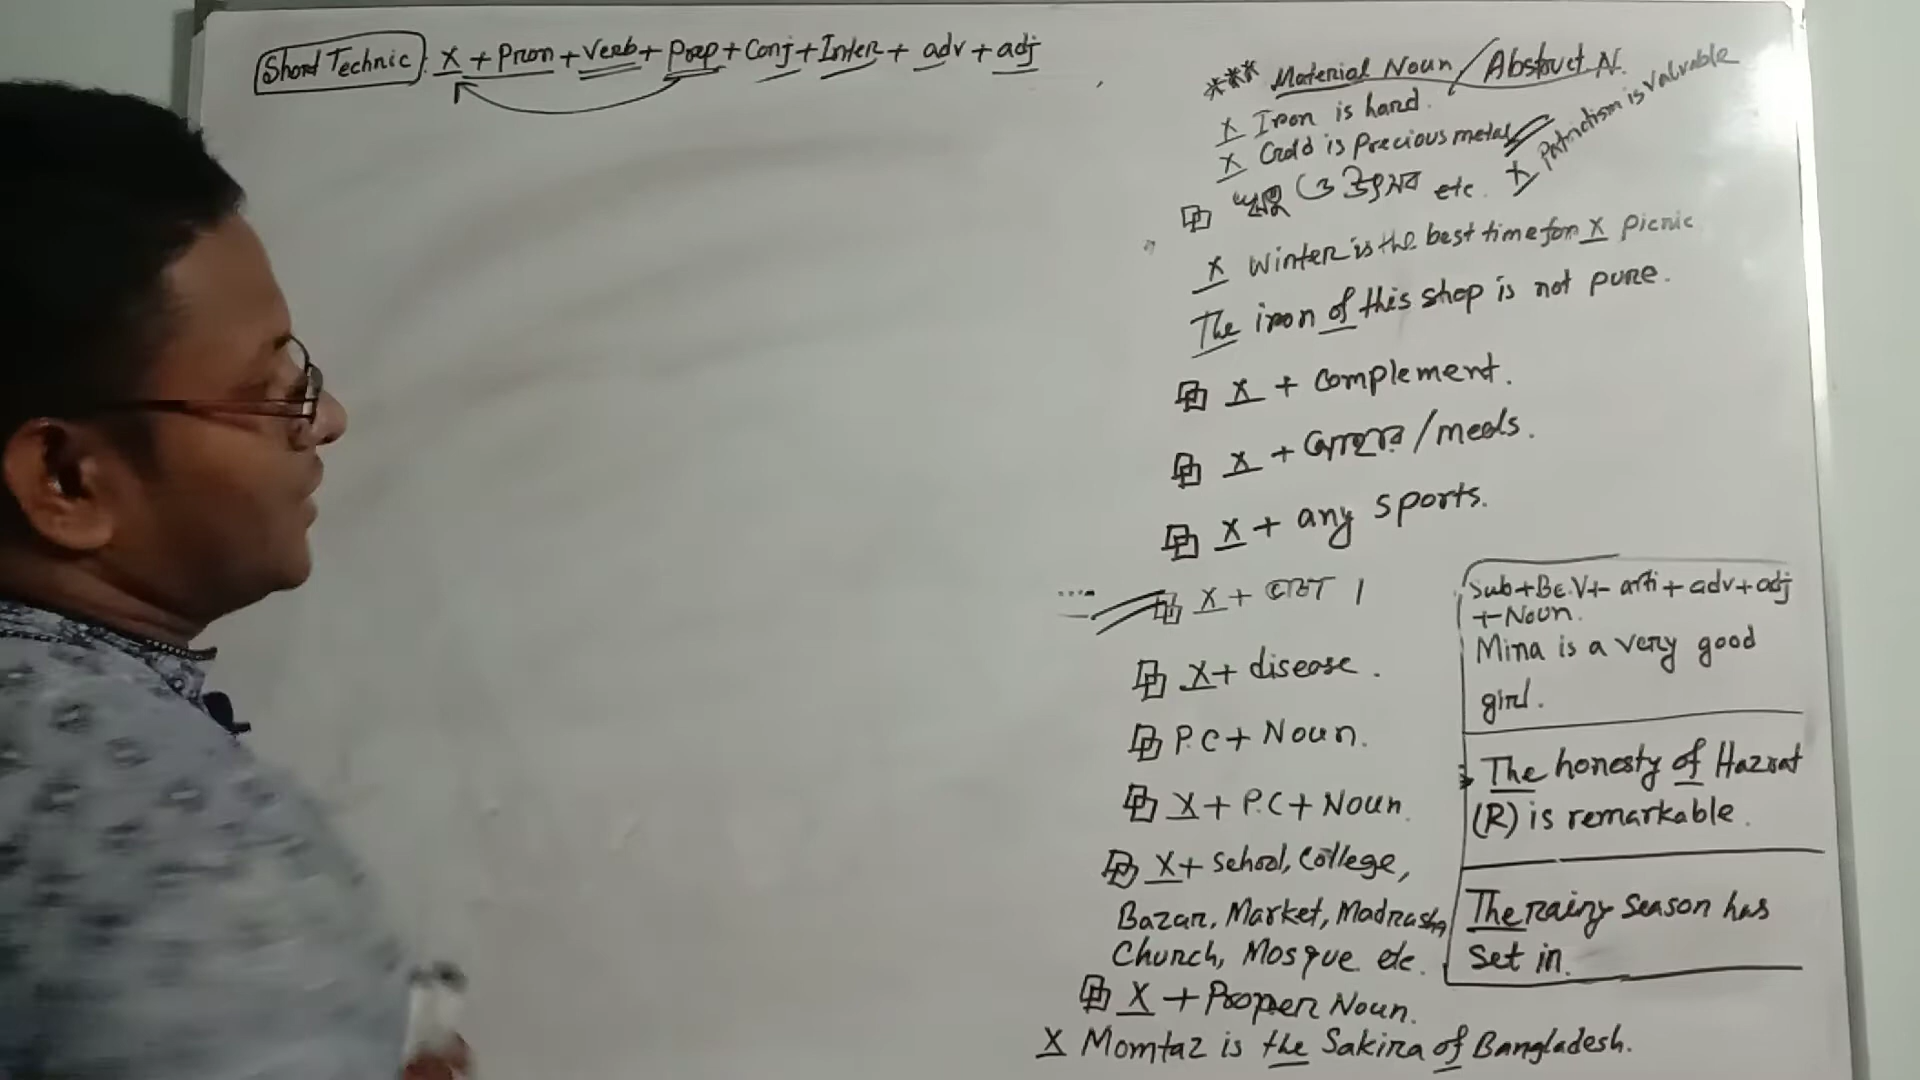 Short Technic: X + Pron + Verb + Prep + Conj + Inter + adv + adj
*** Material Noun / Abstruct N.
X Iron is hard.
X Gold is Precious metal
X Patriotism is valuable
ঋতু ও উৎসব etc.
X Winter is the best time for X Picnic
The iron of this shop is not pure.
X + Complement.
X + /meals.
X + any sports.
X +
X + disease.
P.C + Noun.
X + P.C + Noun.
X + School, College,
Bazar, Market, Madrasha
Church, Mosque etc.
X + Proper Noun.
X Momtaz is the Sakira of Bangladesh.
Sub + BE.V + arti + adv + adj
+ Noun.
Mina is a very good
girl.
The honesty of Hazrat
(R) is remarkable.
The rainy season has
set in.